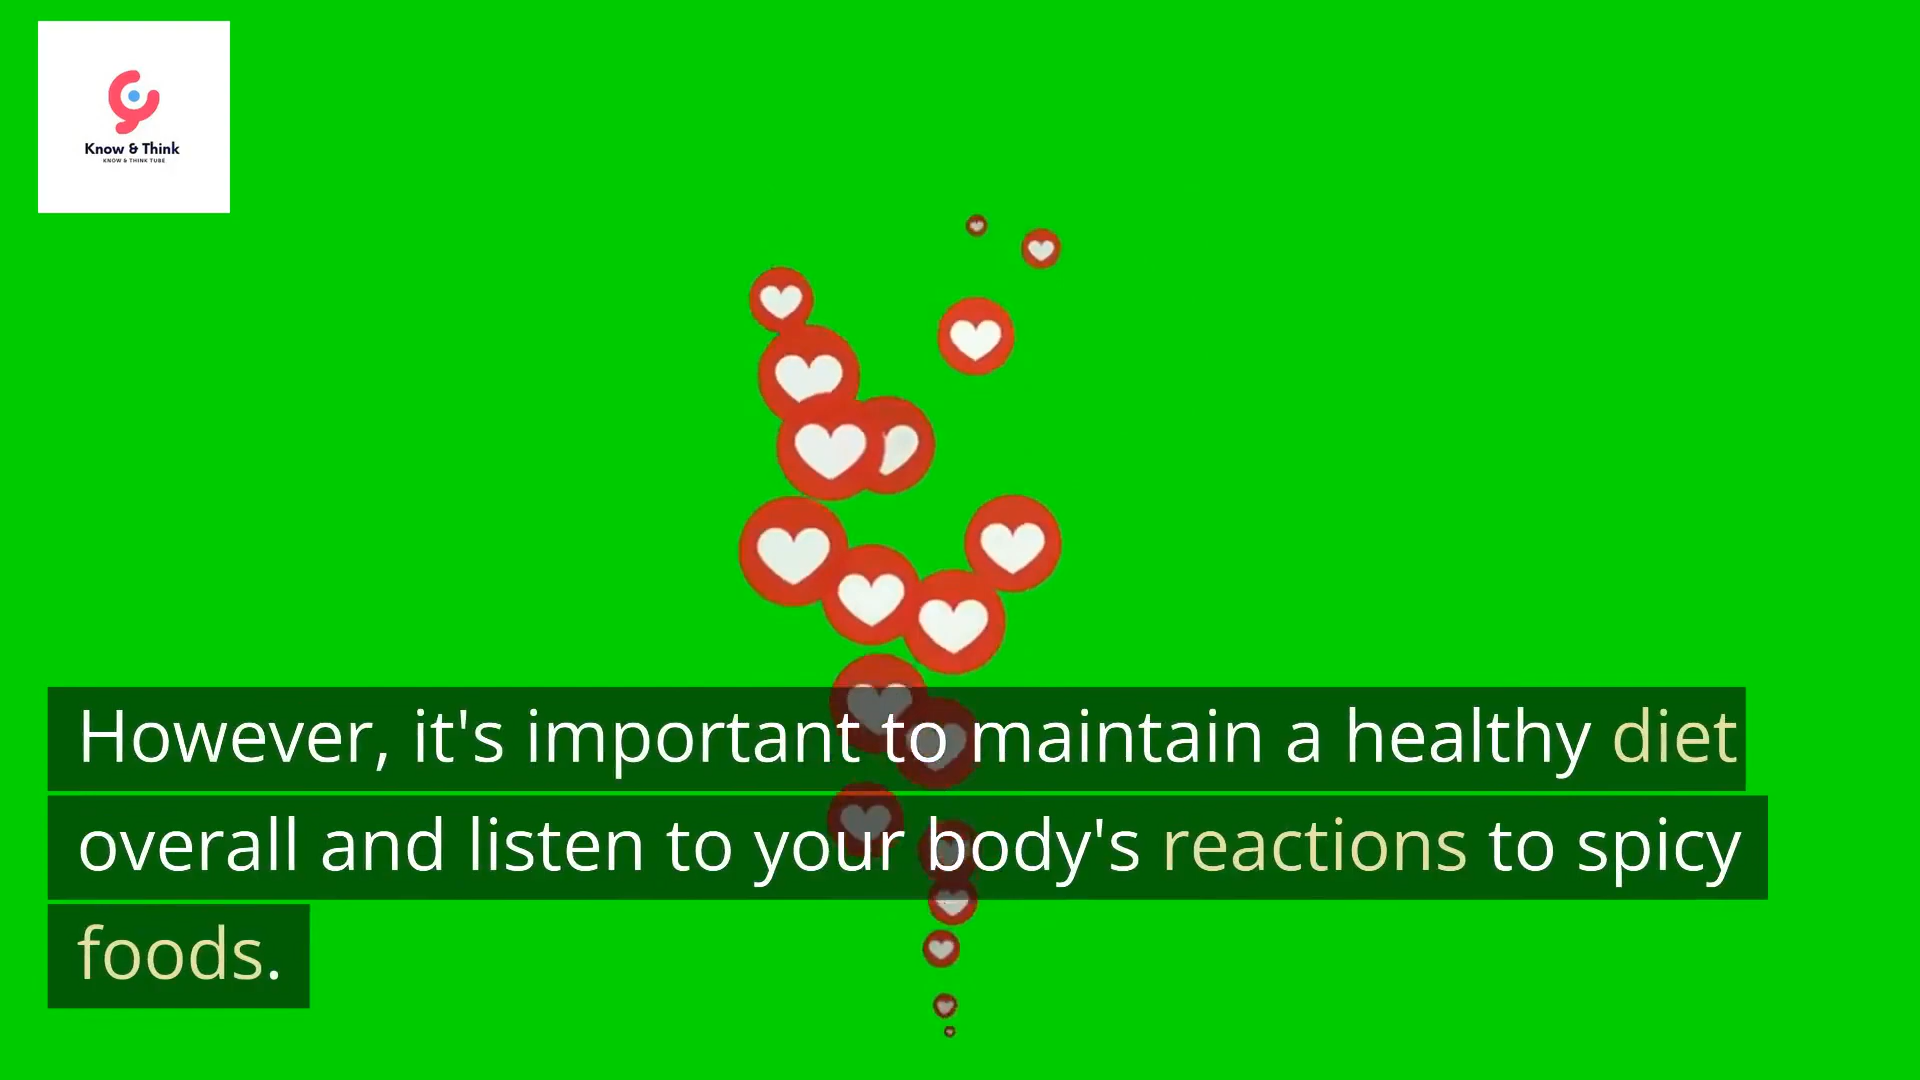 Know & Think
KNOW & THINK TUBE
However, it's important to maintain a healthy diet
overall and listen to your body's reactions to spicy
foods.